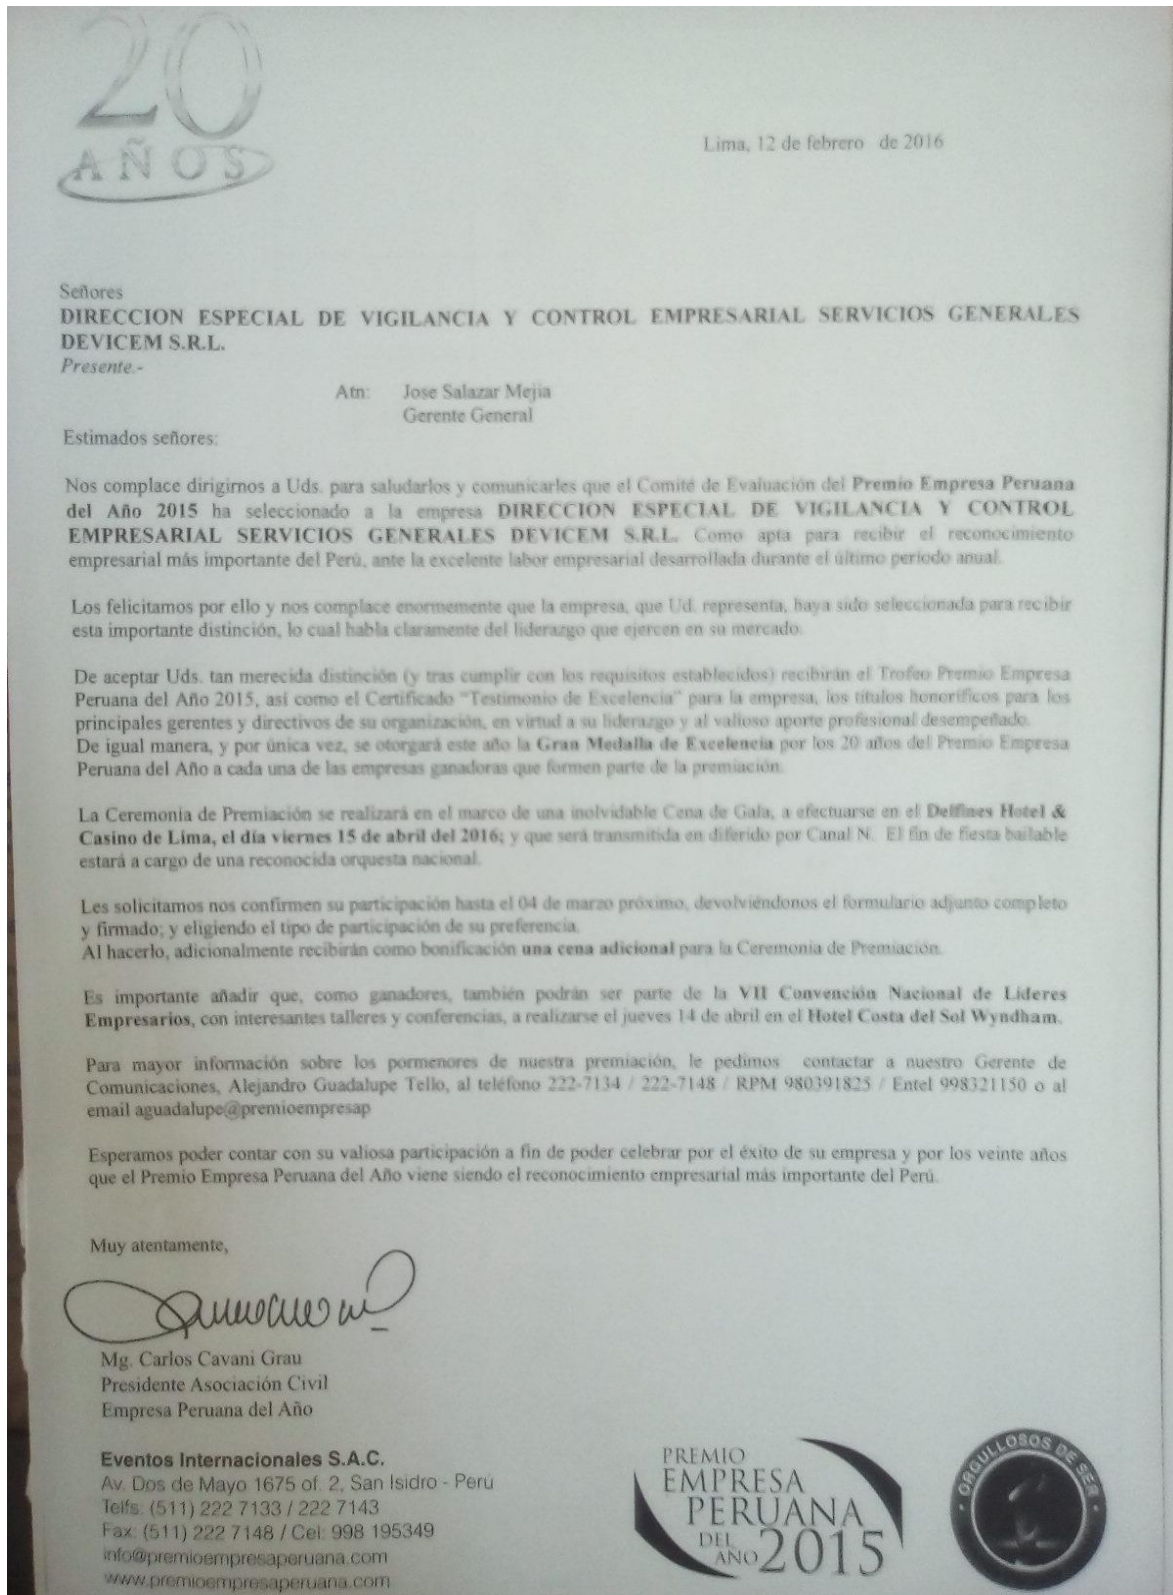 20
AÑOS
Lima, 12 de febrero de 2016
Señores
DIRECCION ESPECIAL DE VIGILANCIA Y CONTROL EMPRESARIAL SERVICIOS GENERALES
DEVICEM S.R.L.
Presente.-
Atn: Jose Salazar Mejia
Gerente General
Estimados señores:
Nos complace dirigirnos a Uds. para saludarlos y comunicarles que el Comité de Evaluación del Premio Empresa Peruana
del Año 2015 ha seleccionado a la empresa DIRECCION ESPECIAL DE VIGILANCIA Y CONTROL
EMPRESARIAL SERVICIOS GENERALES DEVICEM S.R.L. Como apta para recibir el reconocimiento
empresarial más importante del Perú, ante la excelente labor empresarial desarrollada durante el último periodo anual.
Los felicitamos por ello y nos complace enormemente que la empresa, que Ud. representa, haya sido seleccionada para recibir
esta importante distinción, lo cual habla claramente del liderazgo que ejercen en su mercado.
De aceptar Uds. tan merecida distinción (y tras cumplir con los requisitos establecidos) recibirán el Trofeo Premio Empresa
Peruana del Año 2015, así como el Certificado "Testimonio de Excelencia" para la empresa, los títulos honoríficos para los
principales gerentes y directivos de su organización, en virtud a su liderazgo y al valioso aporte profesional desempeñado.
De igual manera, y por única vez, se otorgará este año la Gran Medalla de Excelencia por los 20 años del Premio Empresa
Peruana del Año a cada una de las empresas ganadoras que formen parte de la premiación.
La Ceremonia de Premiación se realizará en el marco de una inolvidable Cena de Gala, a efectuarse en el Delfines Hotel &
Casino de Lima, el día viernes 15 de abril del 2016; y que será transmitida en diferido por Canal N. El fin de fiesta bailable
estará a cargo de una reconocida orquesta nacional.
Les solicitamos nos confirmen su participación hasta el 04 de marzo próximo, devolviéndonos el formulario adjunto completo
y firmado; y eligiendo el tipo de participación de su preferencia.
Al hacerlo, adicionalmente recibirán como bonificación una cena adicional para la Ceremonia de Premiación.
Es importante añadir que, como ganadores, también podrán ser parte de la VII Convención Nacional de Líderes
Empresarios, con interesantes talleres y conferencias, a realizarse el jueves 14 de abril en el Hotel Costa del Sol Wyndham.
Para mayor información sobre los pormenores de nuestra premiación, le pedimos contactar a nuestro Gerente de
Comunicaciones, Alejandro Guadalupe Tello, al teléfono 222-7134 / 222-7148 / RPM 980391825 / Entel 998321150 o al
email aguadalupe@premioempresap
Esperamos poder contar con su valiosa participación a fin de poder celebrar por el éxito de su empresa y por los veinte años
que el Premio Empresa Peruana del Año viene siendo el reconocimiento empresarial más importante del Perú.
Muy atentamente,
Mg. Carlos Cavani Grau
Presidente Asociación Civil
Empresa Peruana del Año
Eventos Internacionales S.A.C.
Av. Dos de Mayo 1675 of. 2, San Isidro - Perú
Telfs: (511) 222 7133 / 222 7143
Fax: (511) 222 7148 / Cel: 998 195349
info@premioempresaperuana.com
www.premioempresaperuana.com
PREMIO
EMPRESA
PERUANA
DEL
AÑO 2015
ORGULLOSOS DE SER